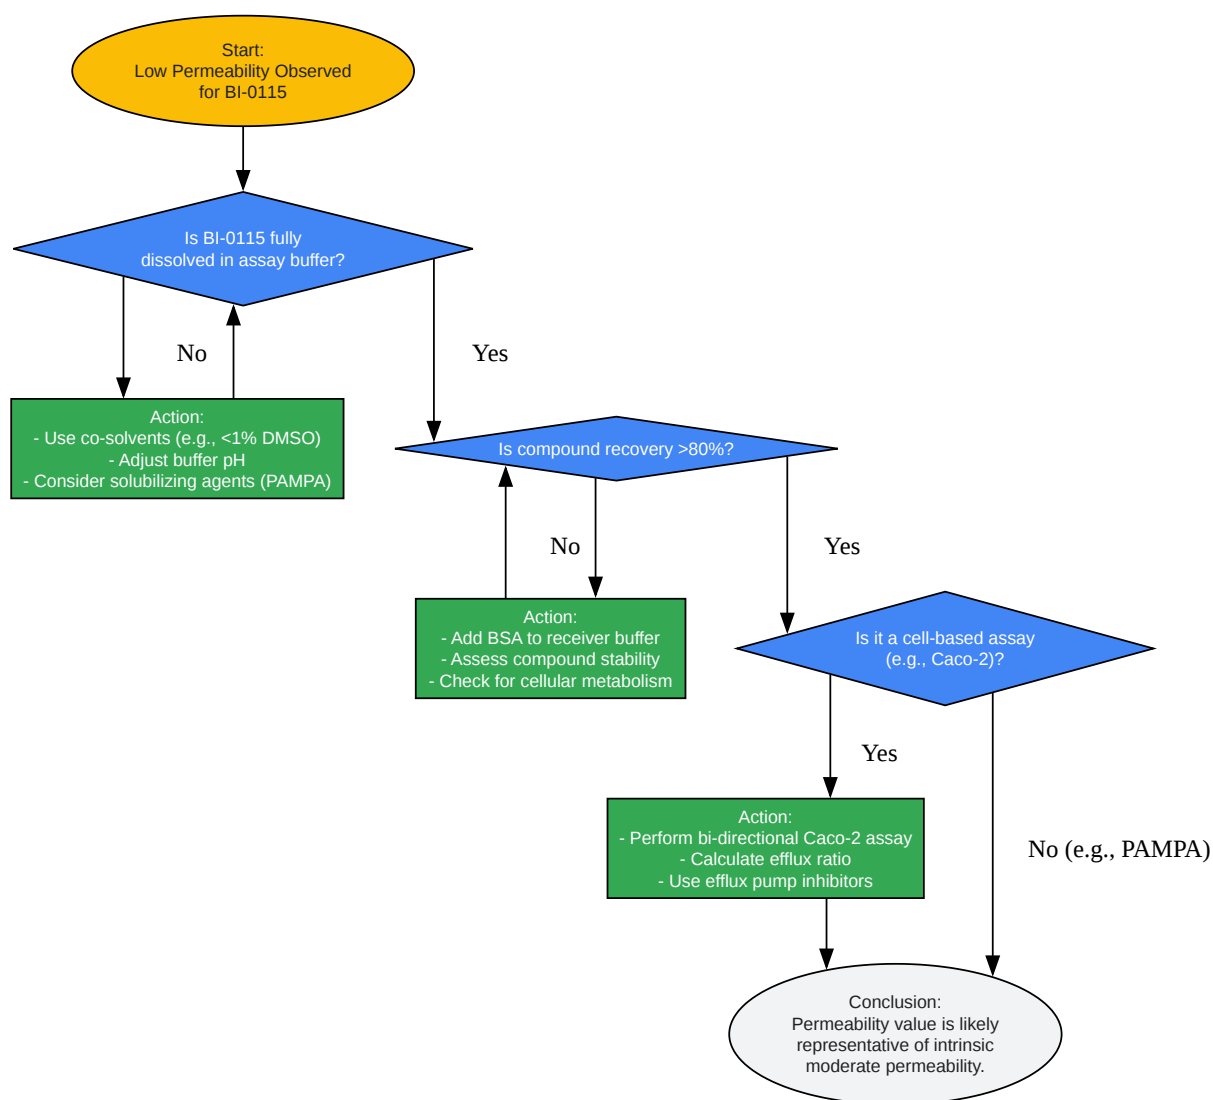 Start:
Low Permeability Observed
for BI-0115
Is BI-0115 fully
dissolved in assay buffer?
No
Yes
Action:
- Use co-solvents (e.g., <1% DMSO)
- Adjust buffer pH
- Consider solubilizing agents (PAMPA)
Is compound recovery >80%?
No
Yes
Action:
- Add BSA to receiver buffer
- Assess compound stability
- Check for cellular metabolism
Is it a cell-based assay
(e.g., Caco-2)?
Yes
No (e.g., PAMPA)
Action:
- Perform bi-directional Caco-2 assay
- Calculate efflux ratio
- Use efflux pump inhibitors
Conclusion:
Permeability value is likely
representative of intrinsic
moderate permeability.